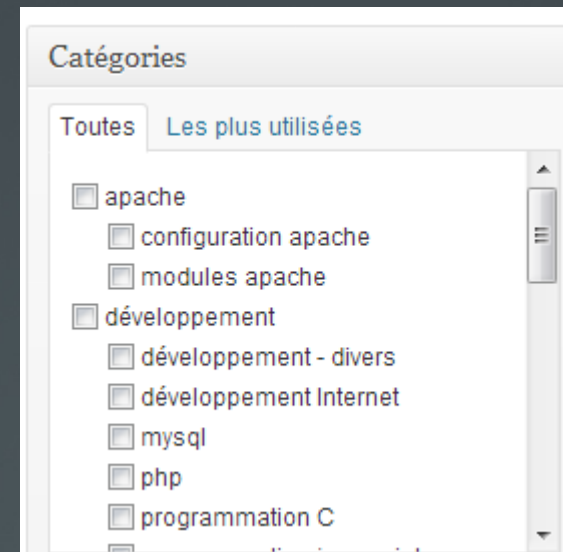 Catégories
Toutes Les plus utilisées
apache
configuration apache
modules apache
développement
développement - divers
développement Internet
mysql
php
programmation C